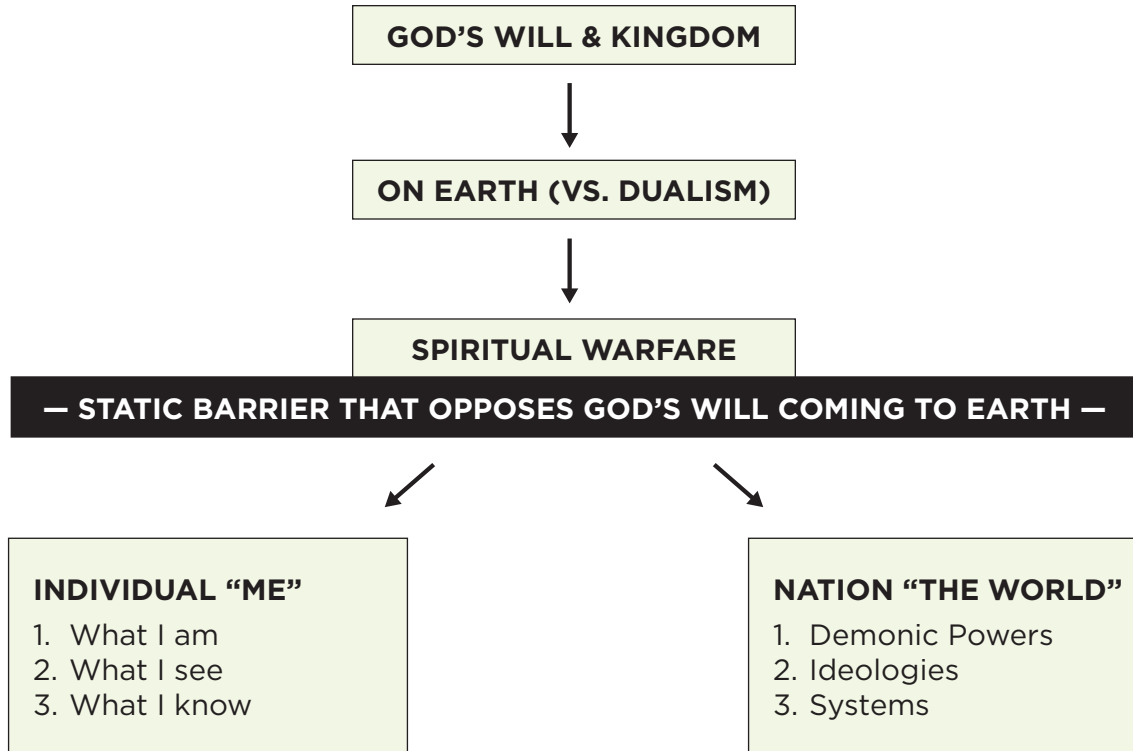 GOD’S WILL & KINGDOM
ON EARTH (VS. DUALISM)
SPIRITUAL WARFARE
— STATIC BARRIER THAT OPPOSES GOD’S WILL COMING TO EARTH —
INDIVIDUAL “ME”
1. What I am
2. What I see
3. What I know
NATION “THE WORLD”
1. Demonic Powers
2. Ideologies
3. Systems